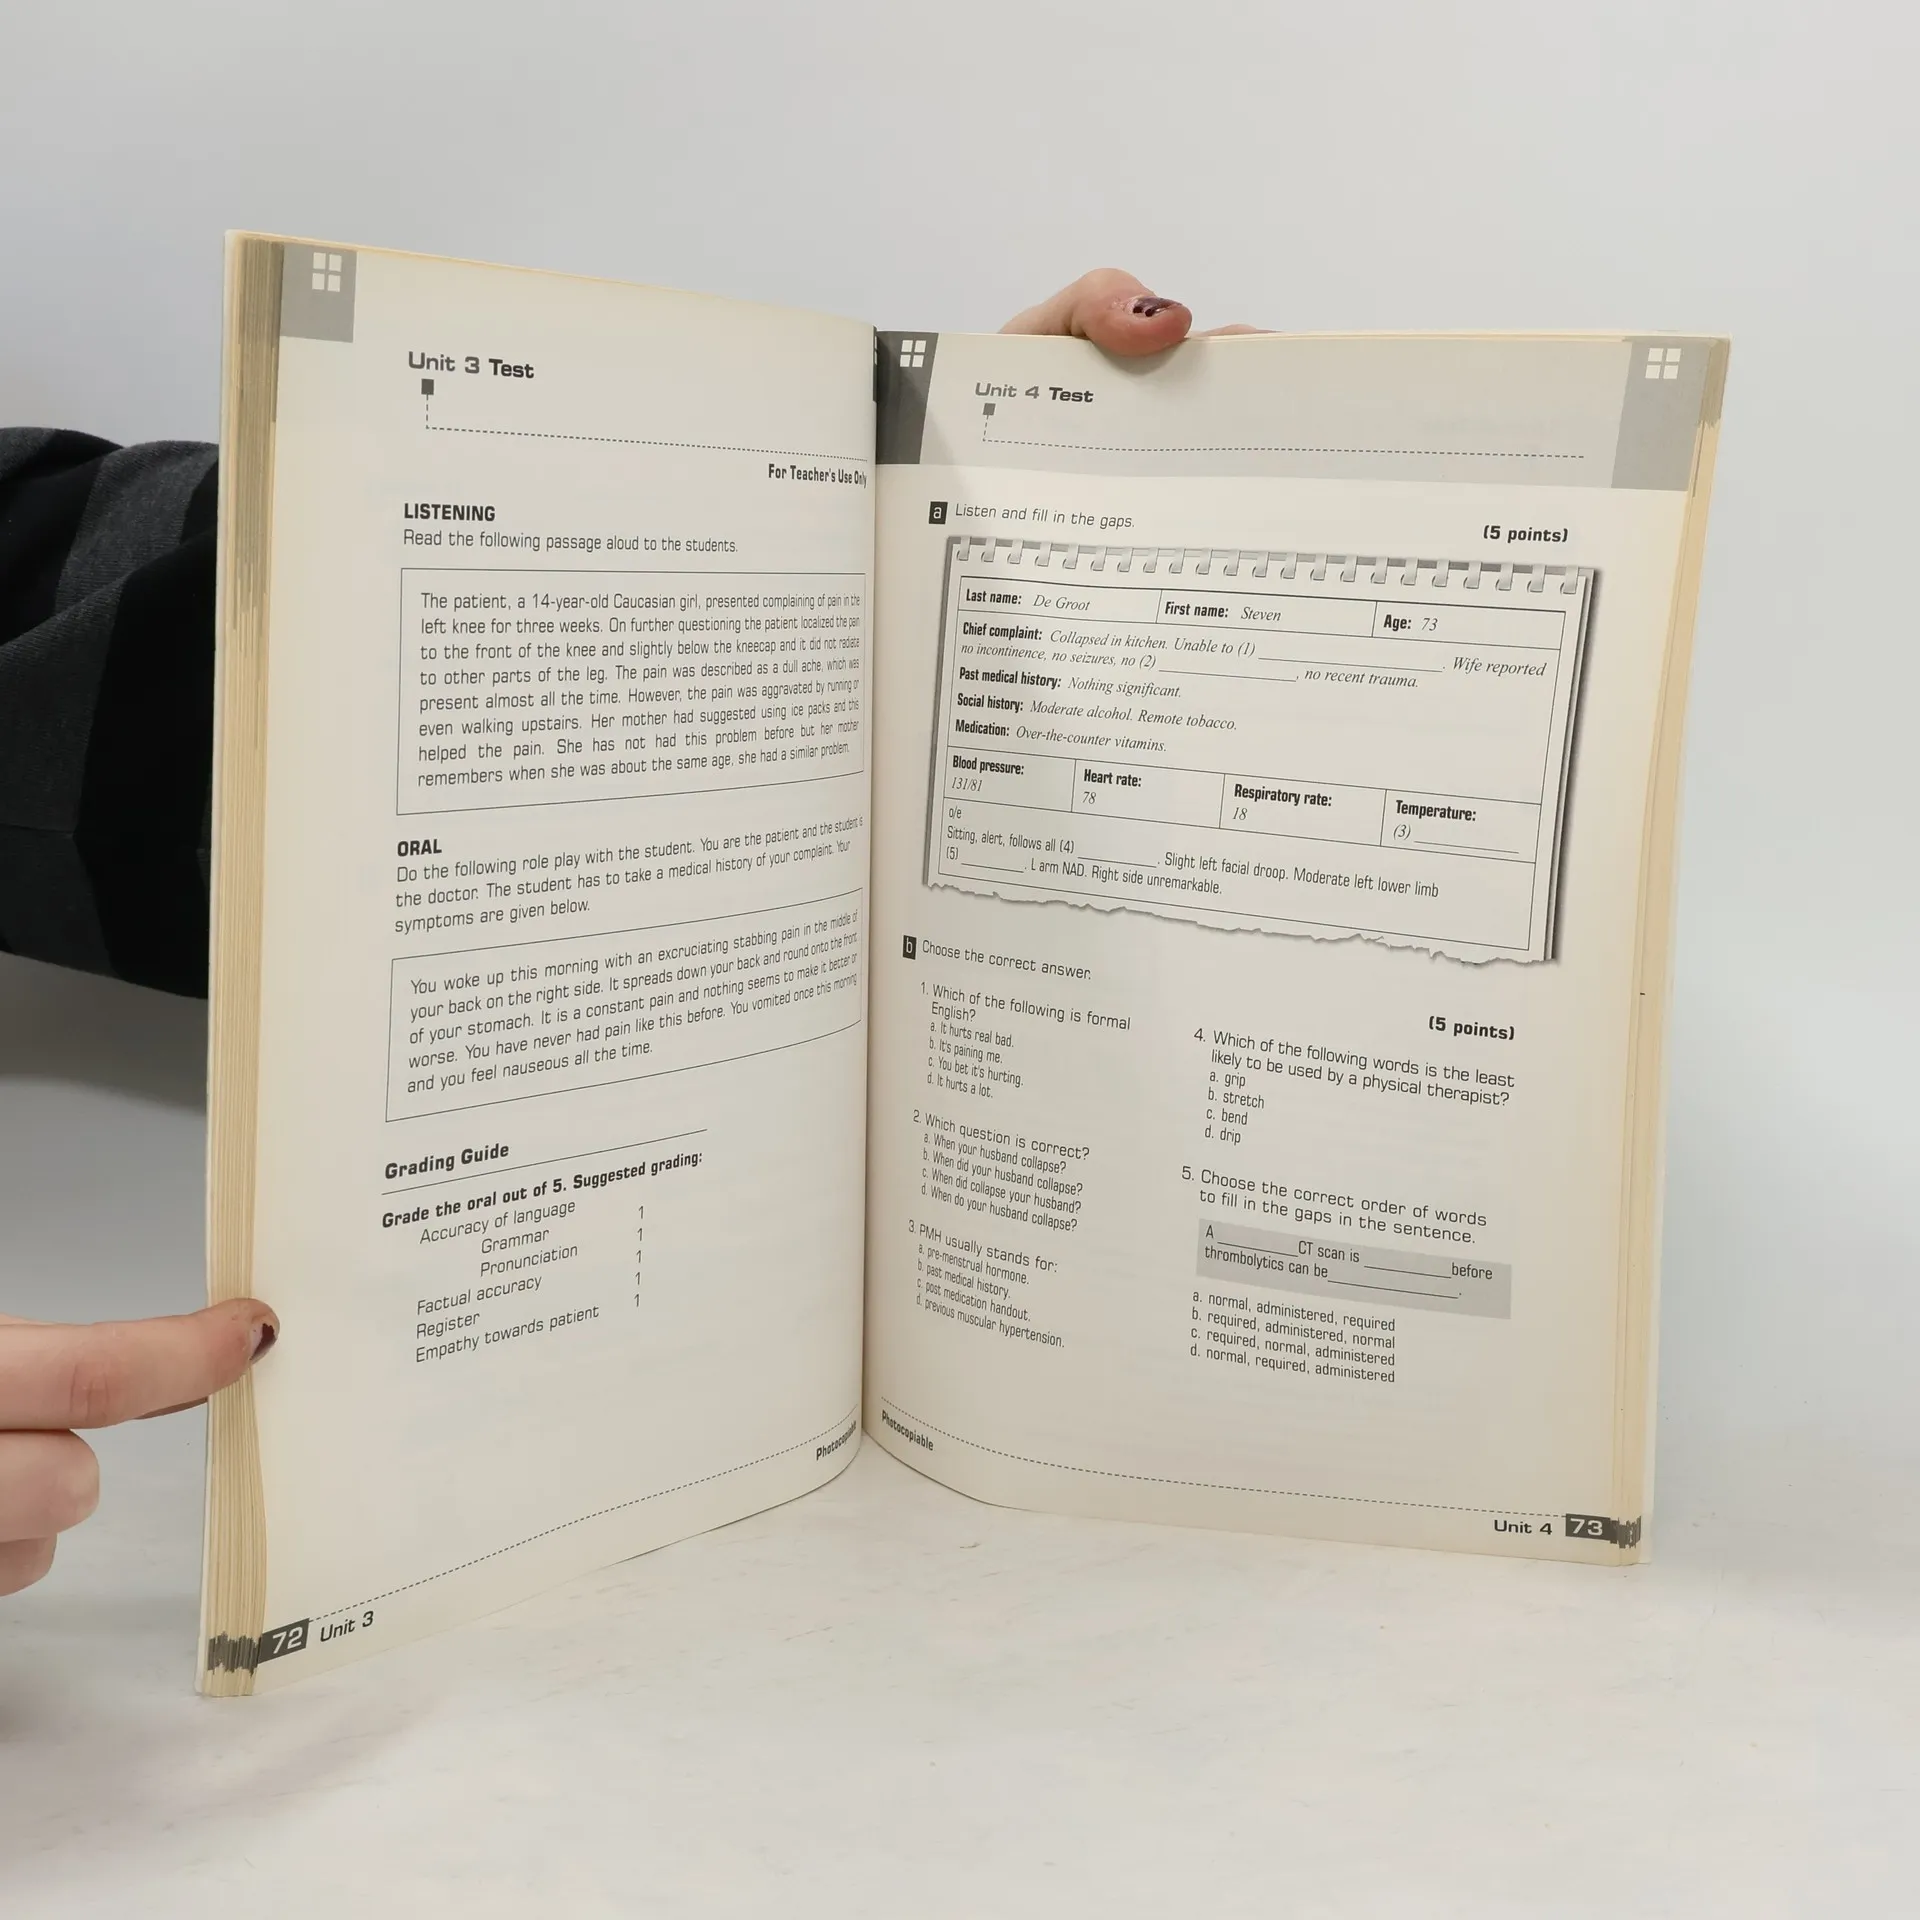 Unit 3 Test
For Teacher's Use Only
LISTENING
Read the following passage aloud to the students.
The patient, a 14-year-old Caucasian girl, presented complaining of pain in the
left knee for three weeks. On further questioning the patient localized the pain
to the front of the knee and slightly below the kneecap and it did not radiate
to other parts of the leg. The pain was described as a dull ache, which was
present almost all the time. However, the pain was aggravated by running or
even walking upstairs. Her mother had suggested using ice packs and this
helped the pain. She has not had this problem before but her mother
remembers when she was about the same age, she had a similar problem.
ORAL
Do the following role play with the student. You are the patient and the student is
the doctor. The student has to take a medical history of your complaint. Your
symptoms are given below.
You woke up this morning with an excruciating stabbing pain in the middle of
your back on the right side. It spreads down your back and round onto the front
of your stomach. It is a constant pain and nothing seems to make it better or
worse. You have never had pain like this before. You vomited once this morning
and you feel nauseous all the time.
Grading Guide
Grade the oral out of 5. Suggested grading:
Accuracy of language
Grammar 1
Pronunciation 1
Factual accuracy 1
Register 1
Empathy towards patient 1
Photocopiable
72 Unit 3
Unit 4 Test
a Listen and fill in the gaps.
(5 points)
Last name: De Groot First name: Steven Age: 73
Chief complaint: Collapsed in kitchen. Unable to (1) ____________. Wife reported
no incontinence, no seizures, no (2) ____________, no recent trauma.
Past medical history: Nothing significant.
Social history: Moderate alcohol. Remote tobacco.
Medication: Over-the-counter vitamins.
Blood pressure: Heart rate: Respiratory rate: Temperature:
131/81 78 18 (3) ____________
o/e
Sitting, alert, follows all (4) ____________. Slight left facial droop. Moderate left lower limb
(5) ____________. L arm NAD. Right side unremarkable.
b Choose the correct answer.
(5 points)
1. Which of the following is formal
English?
a. It hurts real bad.
b. It's paining me.
c. You bet it's hurting.
d. It hurts a lot.
2. Which question is correct?
a. When your husband collapse?
b. When did your husband collapse?
c. When did collapse your husband?
d. When do your husband collapse?
3. PMH usually stands for:
a. pre-menstrual hormone.
b. past medical history.
c. post medication handout.
d. previous muscular hypertension.
4. Which of the following words is the least
likely to be used by a physical therapist?
a. grip
b. stretch
c. bend
d. drip
5. Choose the correct order of words
to fill in the gaps in the sentence.
A ____________CT scan is ____________before
thrombolytics can be____________.
a. normal, administered, required
b. required, administered, normal
c. required, normal, administered
d. normal, required, administered
Photocopiable
Unit 4 73